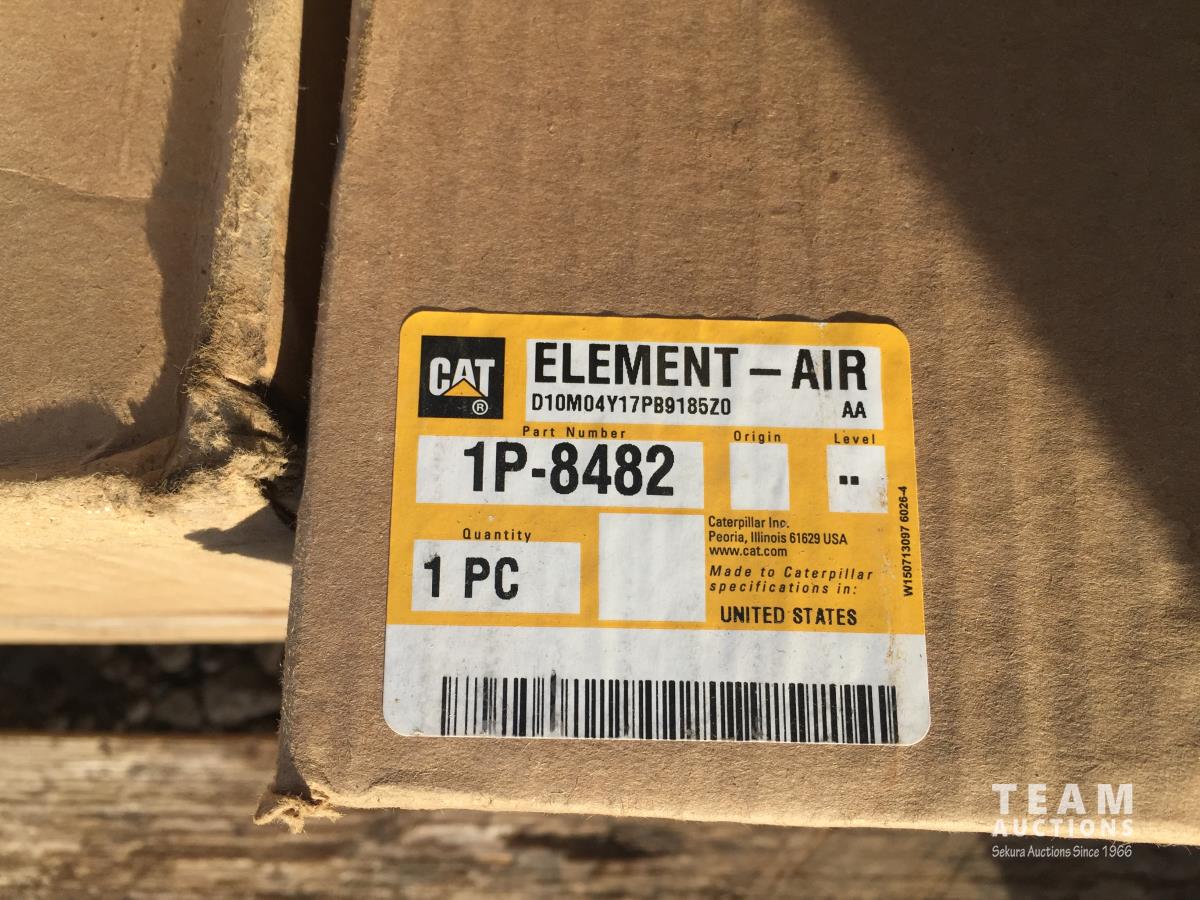 CAT ®
ELEMENT - AIR
D10M04Y17PB9185Z0 AA
Part Number Origin Level
1P-8482 --
Quantity
1 PC
Caterpillar Inc.
Peoria, Illinois 61629 USA
www.cat.com
Made to Caterpillar
specifications in:
UNITED STATES
W150713097 6026-4
TEAM
AUCTIONS
Sekura Auctions Since 1966